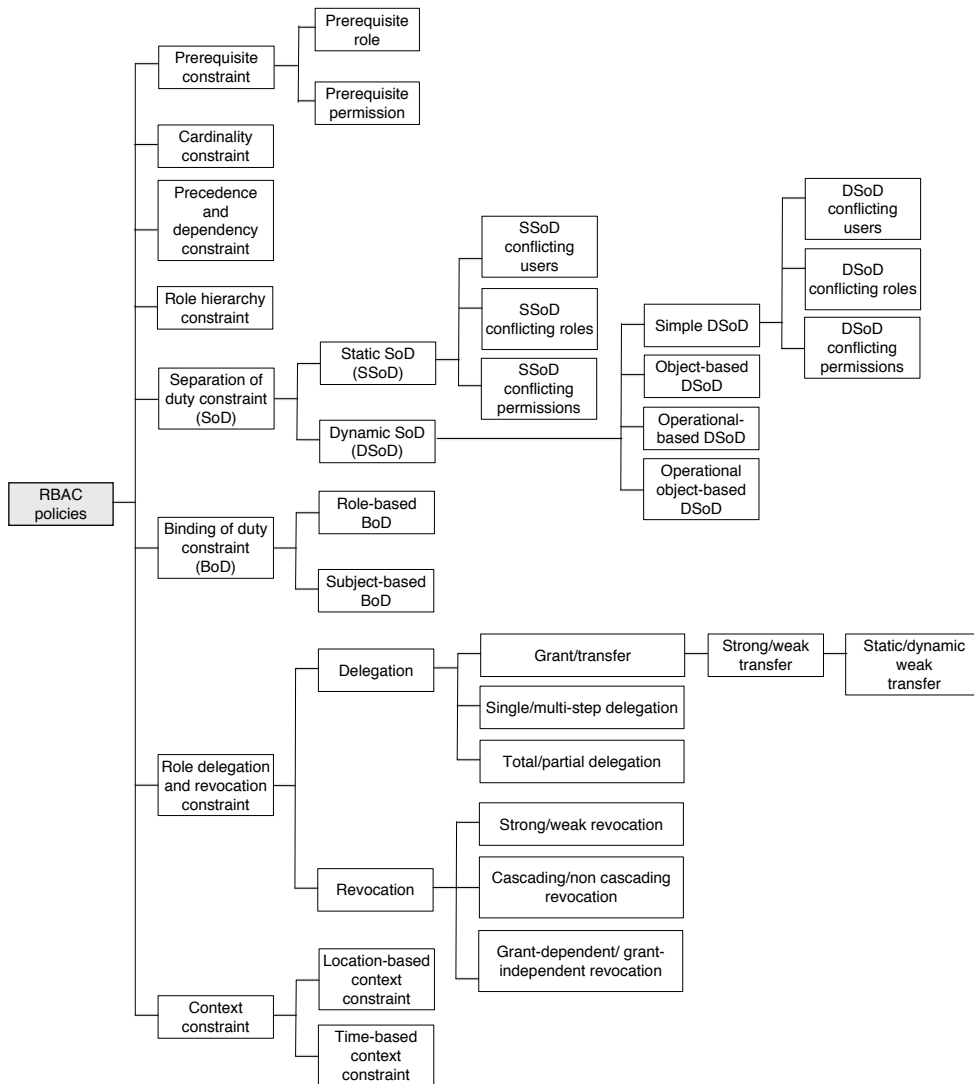 Prerequisite
role
Prerequisite
constraint
Prerequisite
permission
Cardinality
constraint
Precedence
and
dependency
constraint
Role hierarchy
constraint
Separation of
duty constraint
(SoD)
Static SoD
(SSoD)
Dynamic SoD
(DSoD)
SSoD
conflicting
users
SSoD
conflicting roles
SSoD
conflicting
permissions
Simple DSoD
Object-based
DSoD
Operational-
based DSoD
Operational
object-based
DSoD
DSoD
conflicting
users
DSoD
conflicting roles
DSoD
conflicting
permissions
RBAC
policies
Binding of duty
constraint
(BoD)
Role-based
BoD
Subject-based
BoD
Role delegation
and revocation
constraint
Delegation
Grant/transfer
Strong/weak
transfer
Static/dynamic
weak
transfer
Single/multi-step delegation
Total/partial delegation
Revocation
Strong/weak revocation
Cascading/non cascading
revocation
Grant-dependent/ grant-
independent revocation
Context
constraint
Location-based
context
constraint
Time-based
context
constraint